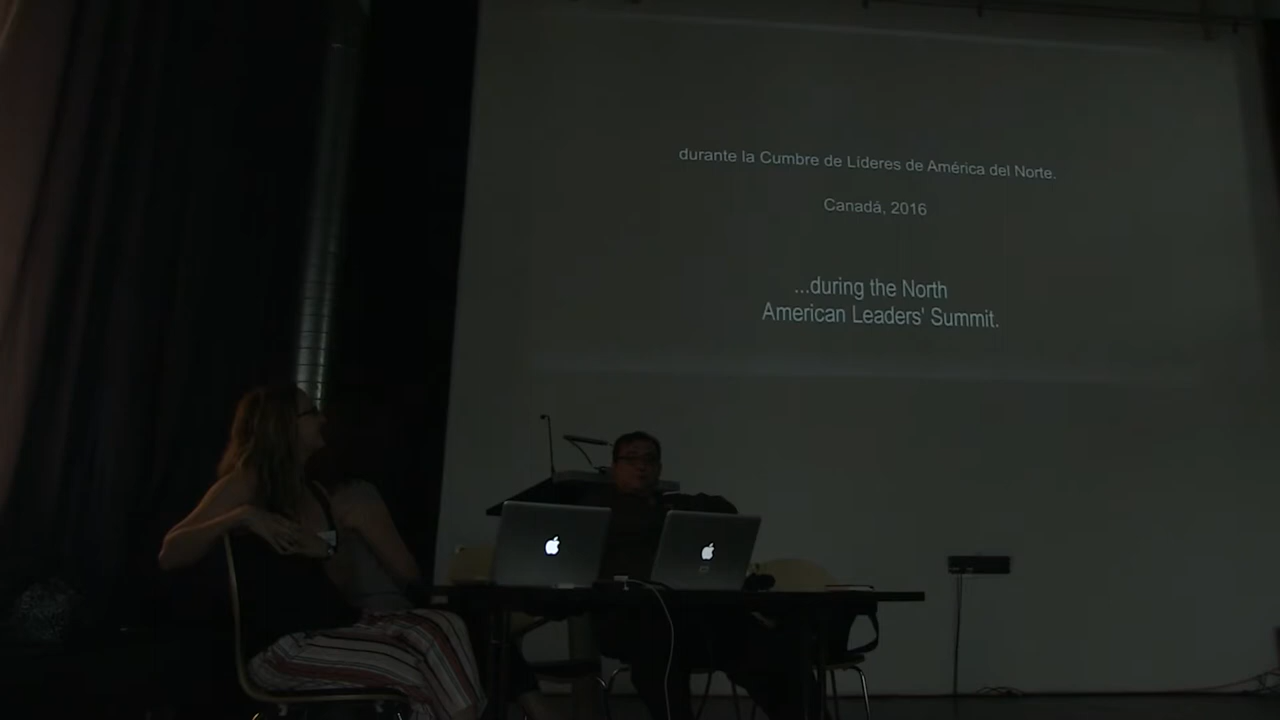 durante la Cumbre de Líderes de América del Norte.
Canadá, 2016
...during the North
American Leaders' Summit.